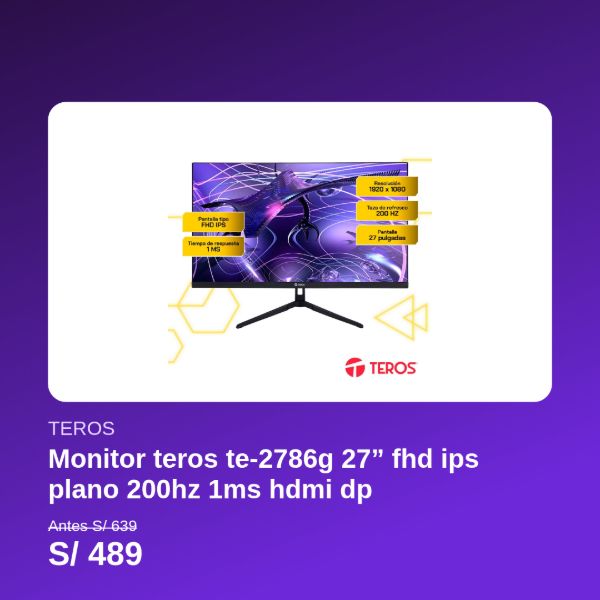 Resolución
1920 x 1080
Pantalla tipo
FHD IPS
Tasa de refresco
200 HZ
Tiempo de respuesta
1 MS
Pantalla
27 pulgadas
TEROS
TEROS
Monitor teros te-2786g 27” fhd ips
plano 200hz 1ms hdmi dp
Antes S/ 639
S/ 489